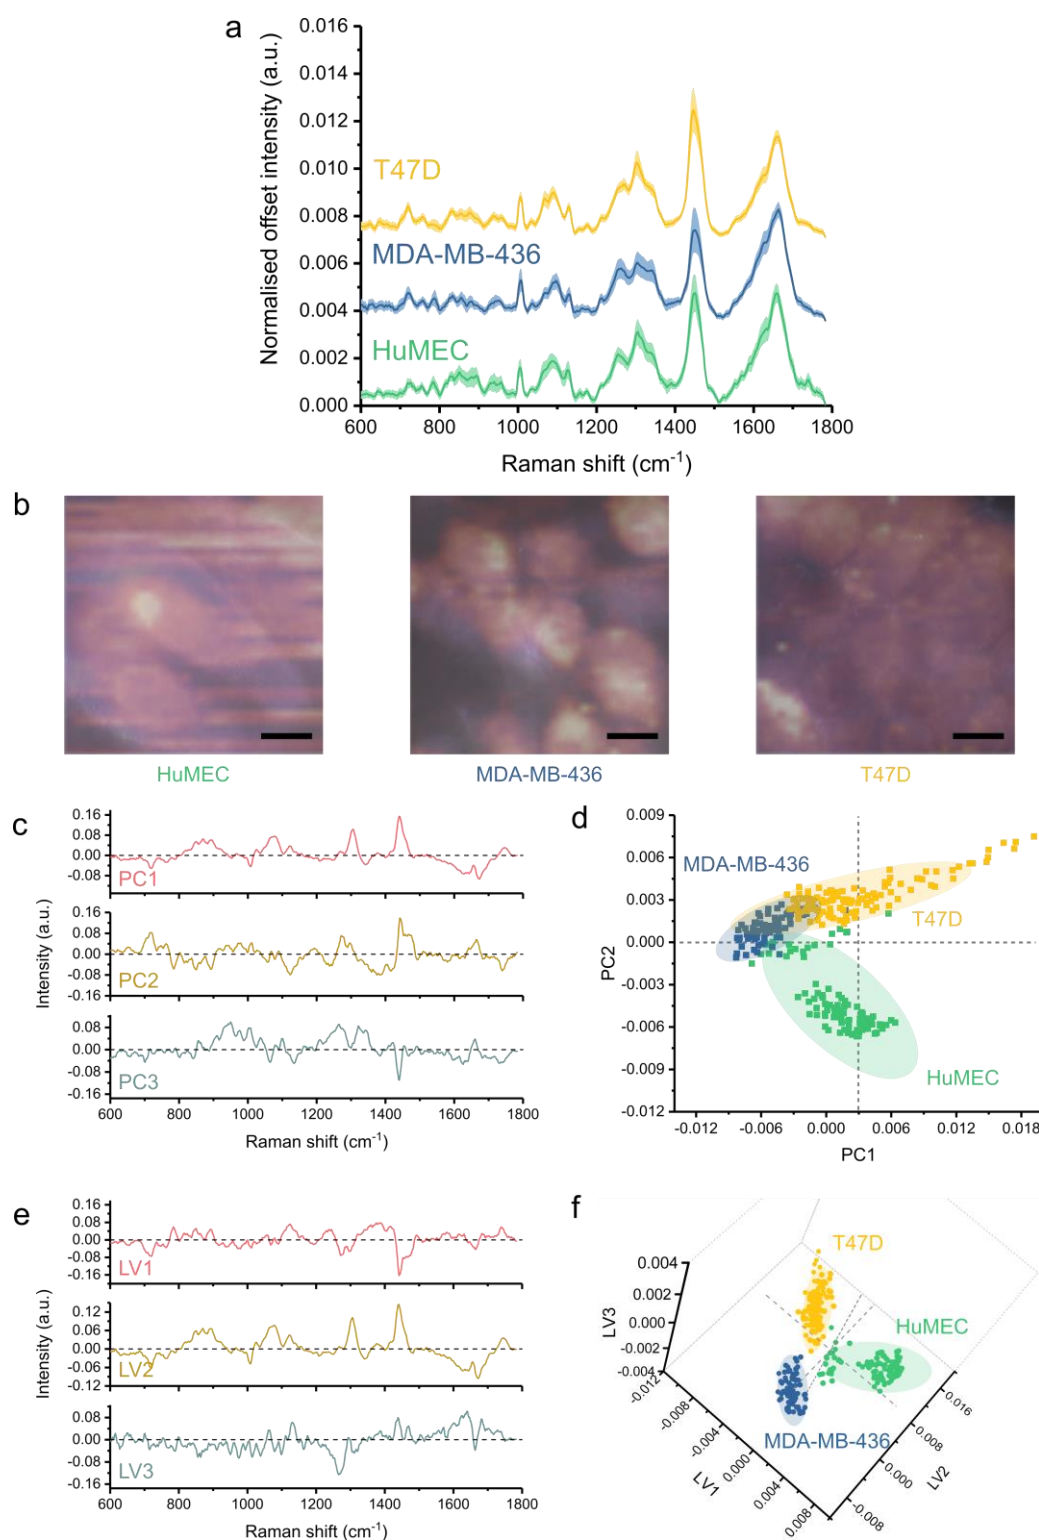 a
0.016
0.014
0.012
0.010
0.008
0.006
0.004
0.002
0.000
Normalised offset intensity (a.u.)
T47D
MDA-MB-436
HuMEC
600 800 1000 1200 1400 1600 1800
Raman shift (cm⁻¹)
b
HuMEC MDA-MB-436 T47D
c
0.16
0.08
0.00
-0.08
PC1
0.16
0.08
0.00
-0.08
-0.16
PC2
0.08
0.00
-0.08
-0.16
PC3
Intensity (a.u.)
600 800 1000 1200 1400 1600 1800
Raman shift (cm⁻¹)
d
0.009
0.006
0.003
0.000
-0.003
-0.006
-0.009
-0.012
PC2
MDA-MB-436
T47D
HuMEC
-0.012 -0.006 0.000 0.006 0.012 0.018
PC1
e
0.16
0.08
0.00
-0.08
-0.16
LV1
0.12
0.06
0.00
-0.06
-0.12
LV2
0.08
0.00
-0.08
-0.16
LV3
Intensity (a.u.)
600 800 1000 1200 1400 1600 1800
Raman shift (cm⁻¹)
f
T47D
HuMEC
MDA-MB-436
0.004
0.002
0.000
-0.002
-0.004
LV3
-0.012
-0.008
-0.004
0.000
0.004
0.008
LV1
0.016
0.008
0.000
-0.008
LV2